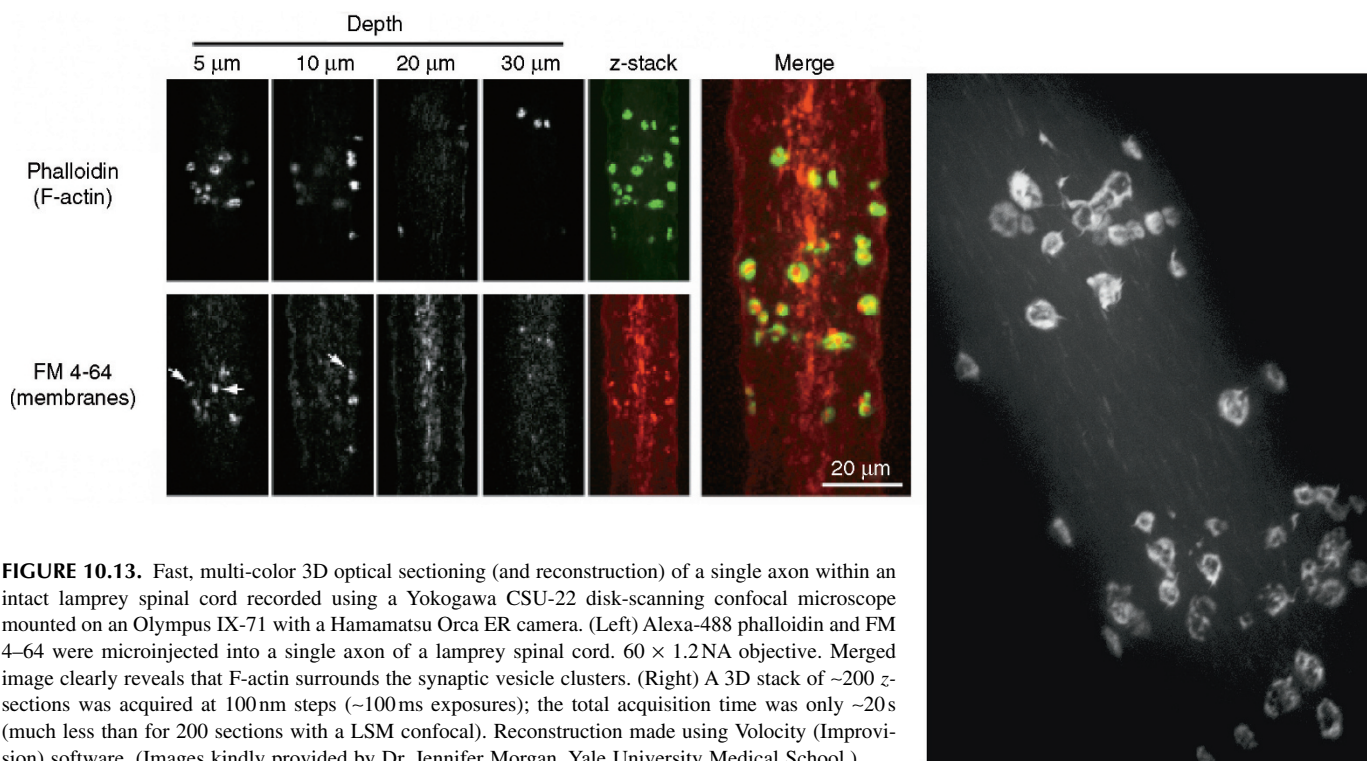 Depth
5 μm 10 μm 20 μm 30 μm z-stack Merge
Phalloidin
(F-actin)
FM 4-64
(membranes)
20 μm
FIGURE 10.13. Fast, multi-color 3D optical sectioning (and reconstruction) of a single axon within an
intact lamprey spinal cord recorded using a Yokogawa CSU-22 disk-scanning confocal microscope
mounted on an Olympus IX-71 with a Hamamatsu Orca ER camera. (Left) Alexa-488 phalloidin and FM
4–64 were microinjected into a single axon of a lamprey spinal cord. 60 × 1.2 NA objective. Merged
image clearly reveals that F-actin surrounds the synaptic vesicle clusters. (Right) A 3D stack of ~200 z-
sections was acquired at 100 nm steps (~100 ms exposures); the total acquisition time was only ~20 s
(much less than for 200 sections with a LSM confocal). Reconstruction made using Volocity (Improvi-
sion) software. (Images kindly provided by Dr. Jennifer Morgan, Yale University Medical School.)